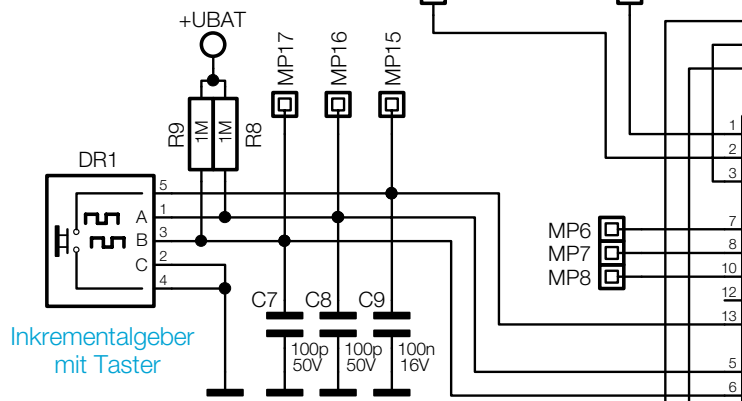 +UBAT
MP17
MP16
MP15
R9
1M
1M
R8
DR1
5
A 1
B 3
C 2
4
1
2
3
MP6 7
MP7 8
MP8 10
12
13
5
6
C7 C8 C9
100p 100p 100n
50V 50V 16V
Inkrementalgeber
mit Taster